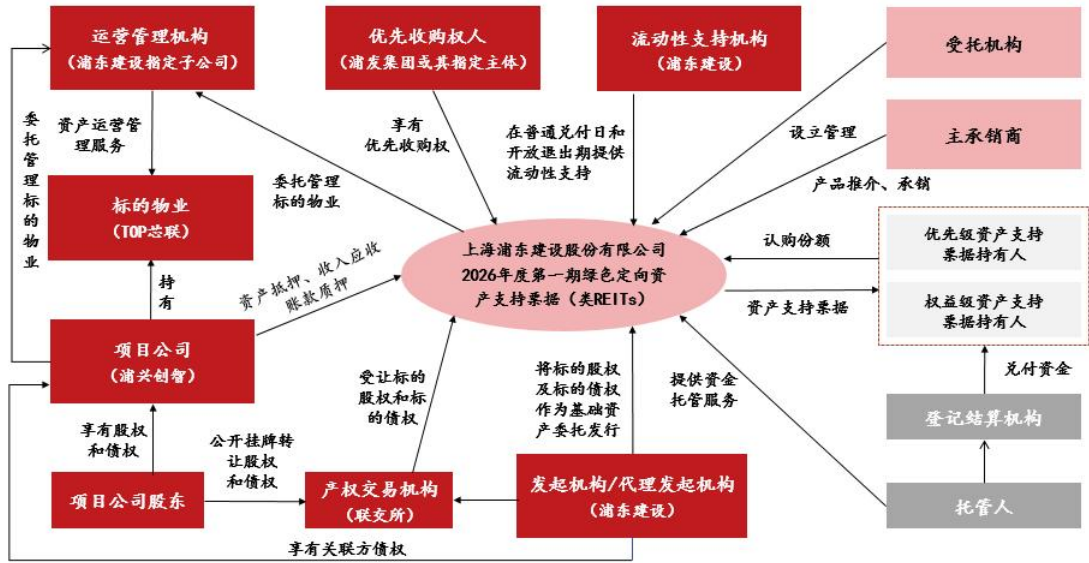 运营管理机构
(浦东建设指定子公司)
优先收购权人
(浦发集团或其指定主体)
流动性支持机构
(浦东建设)
受托机构
主承销商
委托管理标的物业
资产运营管
理服务
享有
优先收购权
在普通兑付日和
开放退出期提供
流动性支持
设立管理
产品推介、承销
标的物业
(TOP芯联)
委托管理
标的物业
持有
资产抵押、收入应收
账款质押
上海浦东建设股份有限公司
2026年度第一期绿色定向资
产支持票据（类REITs）
认购份额
资产支持票据
优先级资产支持
票据持有人
权益级资产支持
票据持有人
项目公司
(浦兴创智)
受让标的
股权和标
的债权
将标的股权
及标的债权
作为基础资
产委托发行
提供资金
托管服务
兑付资金
登记结算机构
享有股权
和债权
公开挂牌转
让股权
和债权
项目公司股东
产权交易机构
(联交所)
发起机构/代理发起机构
(浦东建设)
托管人
享有关联方债权